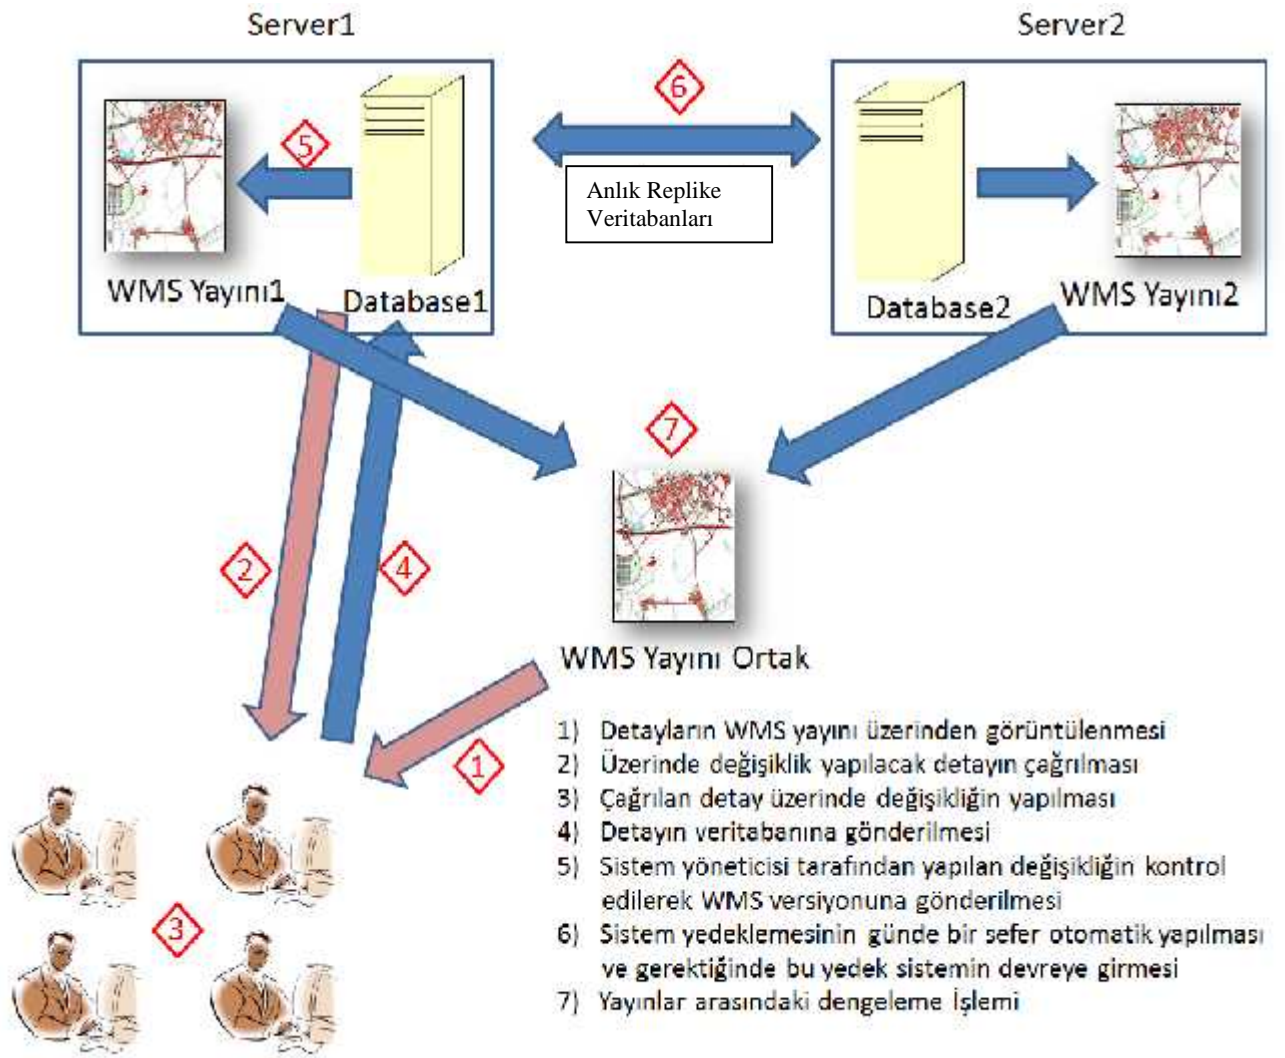 Server1
Server2
6
5
Anlık Replike
Veritabanları
WMS Yayını1
Database1
Database2
WMS Yayını2
7
2
4
WMS Yayını Ortak
1
3
1) Detayların WMS yayını üzerinden görüntülenmesi
2) Üzerinde değişiklik yapılacak detayın çağrılması
3) Çağrılan detay üzerinde değişikliğin yapılması
4) Detayın veritabanına gönderilmesi
5) Sistem yöneticisi tarafından yapılan değişikliğin kontrol
edilerek WMS versiyonuna gönderilmesi
6) Sistem yedeklemesinin günde bir sefer otomatik yapılması
ve gerektiğinde bu yedek sistemin devreye girmesi
7) Yayınlar arasındaki dengeleme İşlemi